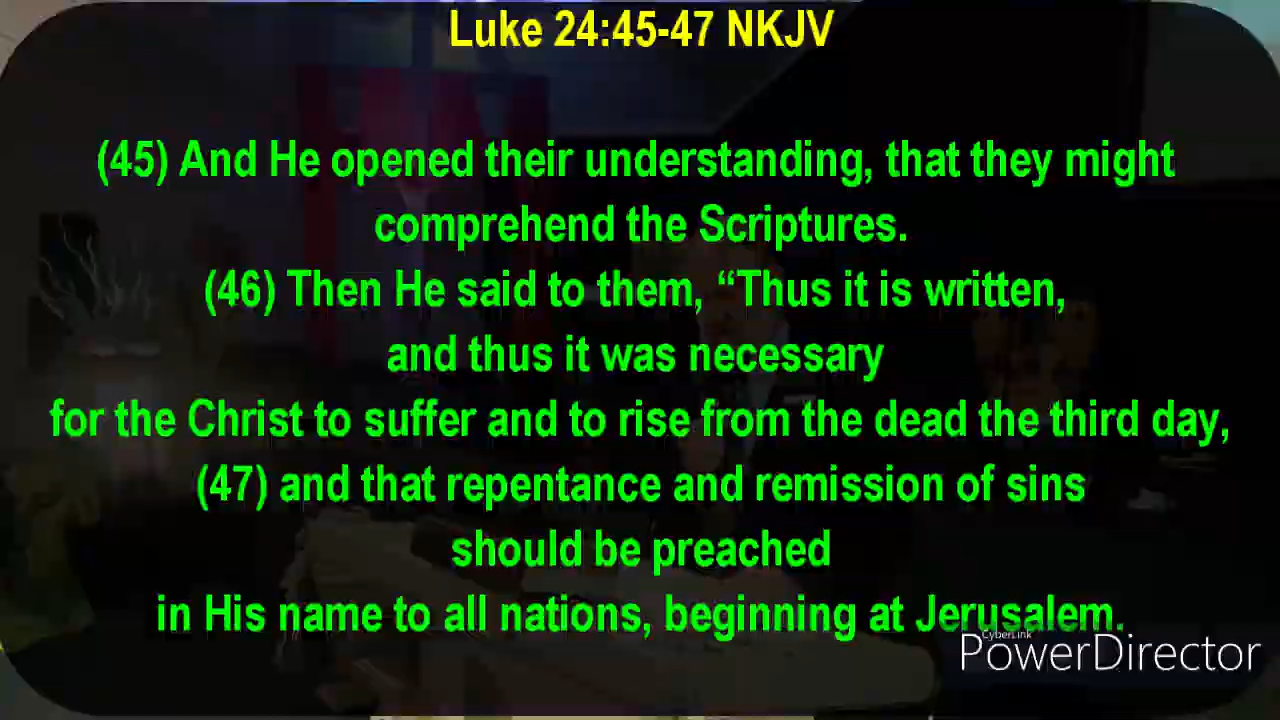 Luke 24:45-47 NKJV
(45) And He opened their understanding, that they might
comprehend the Scriptures.
(46) Then He said to them, “Thus it is written,
and thus it was necessary
for the Christ to suffer and to rise from the dead the third day,
(47) and that repentance and remission of sins
should be preached
in His name to all nations, beginning at Jerusalem.
CyberLink
PowerDirector